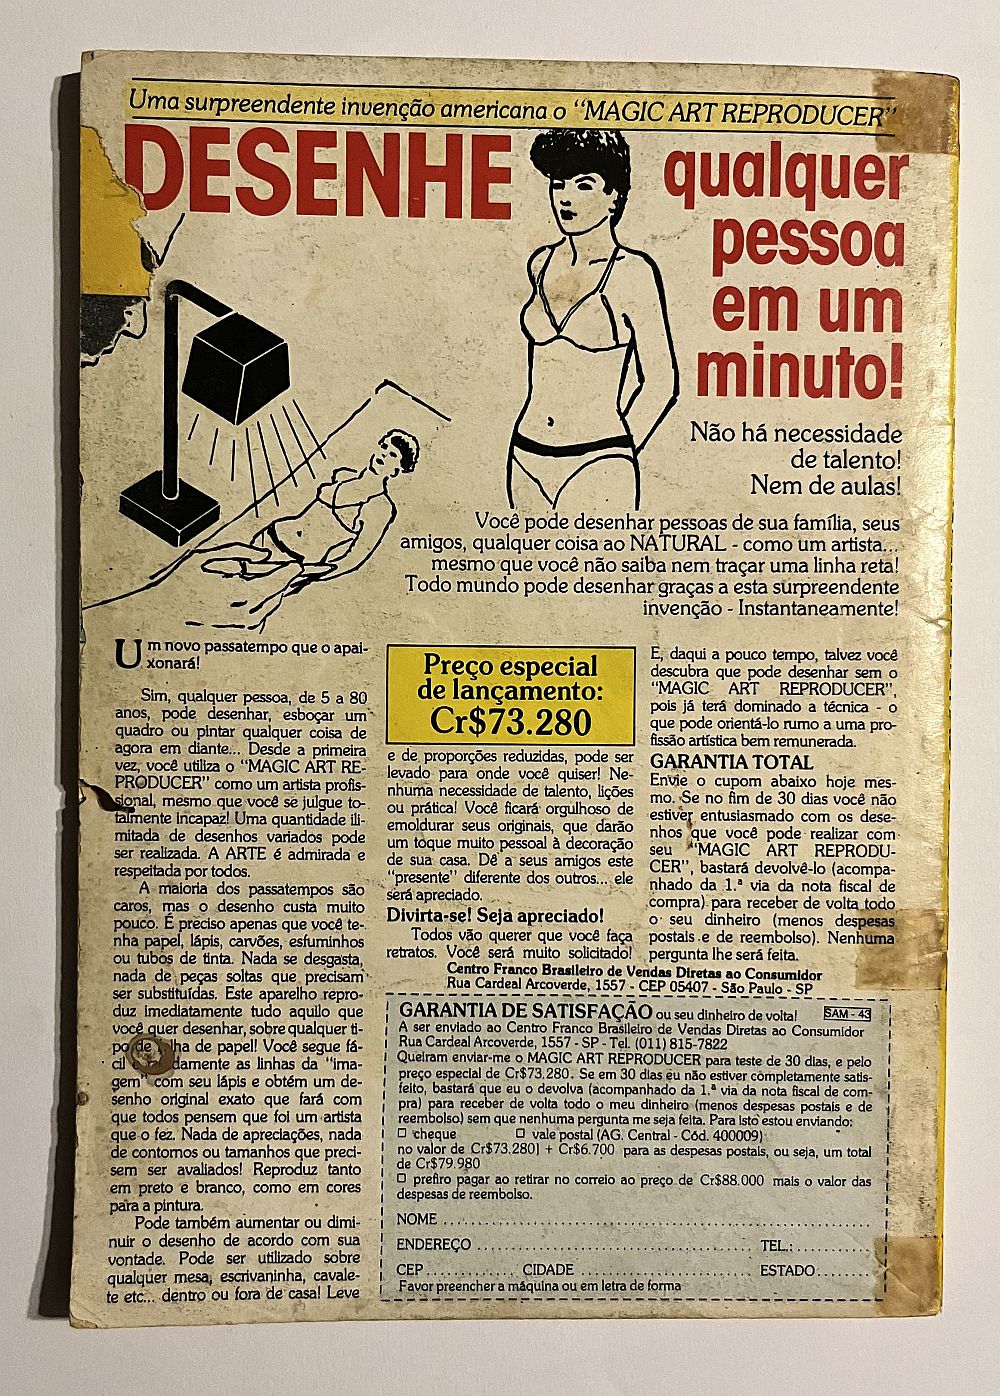 Uma surpreendente invenção americana o "MAGIC ART REPRODUCER"
DESENHE
qualquer
pessoa
em um
minuto!
Não há necessidade
de talento!
Nem de aulas!
Você pode desenhar pessoas de sua família, seus
amigos, qualquer coisa ao NATURAL - como um artista...
mesmo que você não saiba nem traçar uma linha reta!
Todo mundo pode desenhar graças a esta surpreendente
invenção - Instantaneamente!
Um novo passatempo que o apai-
xonará!
Sim, qualquer pessoa, de 5 a 80
anos, pode desenhar, esboçar um
quadro ou pintar qualquer coisa de
agora em diante... Desde a primeira
vez, você utiliza o "MAGIC ART RE-
PRODUCER" como um artista profis-
sional, mesmo que você se julgue to-
talmente incapaz! Uma quantidade ili-
mitada de desenhos variados pode
ser realizada. A ARTE é admirada e
respeitada por todos.
A maioria dos passatempos são
caros, mas o desenho custa muito
pouco. É preciso apenas que você te-
nha papel, lápis, carvões, esfuminhos
ou tubos de tinta. Nada se desgasta,
nada de peças soltas que precisam
ser substituídas. Este aparelho repro-
duz imediatamente tudo aquilo que
você quer desenhar, sobre qualquer ti-
po de folha de papel! Você segue fá-
cil damente as linhas da "ima-
gem" com seu lápis e obtém um de-
senho original exato que fará com
que todos pensem que foi um artista
que o fez. Nada de apreciações, nada
de contornos ou tamanhos que preci-
sem ser avaliados! Reproduz tanto
em preto e branco, como em cores
para a pintura.
Pode também aumentar ou dimi-
nuir o desenho de acordo com sua
vontade. Pode ser utilizado sobre
qualquer mesa, escrivaninha, cavale-
te etc... dentro ou fora de casa! Leve
Preço especial
de lançamento:
Cr$73.280
e de proporções reduzidas, pode ser
levado para onde você quiser! Ne-
nhuma necessidade de talento, lições
ou prática! Você ficará orgulhoso de
emoldurar seus originais, que darão
um toque muito pessoal à decoração
de sua casa. Dê a seus amigos este
"presente" diferente dos outros... ele
será apreciado.
Divirta-se! Seja apreciado!
Todos vão querer que você faça
retratos. Você será muito solicitado!
E, daqui a pouco tempo, talvez você
descubra que pode desenhar sem o
"MAGIC ART REPRODUCER",
pois já terá dominado a técnica - o
que pode orientá-lo rumo a uma pro-
fissão artística bem remunerada.
GARANTIA TOTAL
Envie o cupom abaixo hoje mes-
mo. Se no fim de 30 dias você não
estiver entusiasmado com os dese-
nhos que você pode realizar com
seu "MAGIC ART REPRODU-
CER", bastará devolvê-lo (acompa-
nhado da 1.ª via da nota fiscal de
compra) para receber de volta todo
o seu dinheiro (menos despesas
postais e de reembolso). Nenhuma
pergunta lhe será feita.
Centro Franco Brasileiro de Vendas Diretas ao Consumidor
Rua Cardeal Arcoverde, 1557 - CEP 05407 - São Paulo - SP
GARANTIA DE SATISFAÇÃO ou seu dinheiro de volta! SAM - 43
A ser enviado ao Centro Franco Brasileiro de Vendas Diretas ao Consumidor
Rua Cardeal Arcoverde, 1557 - SP - Tel. (011) 815-7822
Queiram enviar-me o MAGIC ART REPRODUCER para teste de 30 dias, e pelo
preço especial de Cr$73.280. Se em 30 dias eu não estiver completamente satis-
feito, bastará que eu o devolva (acompanhado da 1.ª via da nota fiscal de com-
pra) para receber de volta todo o meu dinheiro (menos despesas postais e de
reembolso) sem que nenhuma pergunta me seja feita. Para isto estou enviando:
☐ cheque ☐ vale postal (AG. Central - Cód. 400009)
no valor de Cr$73.280] + Cr$6.700 para as despesas postais, ou seja, um total
de Cr$79.980
☐ prefiro pagar ao retirar no correio ao preço de Cr$88.000 mais o valor das
despesas de reembolso.
NOME
ENDEREÇO TEL.:
CEP CIDADE ESTADO
Favor preencher a máquina ou em letra de forma